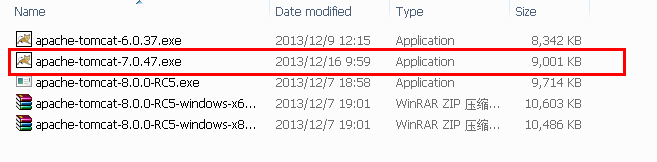 Name Date modified Type Size
apache-tomcat-6.0.37.exe 2013/12/9 12:15 Application 8,342 KB
apache-tomcat-7.0.47.exe 2013/12/16 9:59 Application 9,001 KB
apache-tomcat-8.0.0-RC5.exe 2013/12/7 18:58 Application 9,714 KB
apache-tomcat-8.0.0-RC5-windows-x6... 2013/12/7 19:01 WinRAR ZIP 压缩... 10,603 KB
apache-tomcat-8.0.0-RC5-windows-x8... 2013/12/7 19:01 WinRAR ZIP 压缩... 10,486 KB